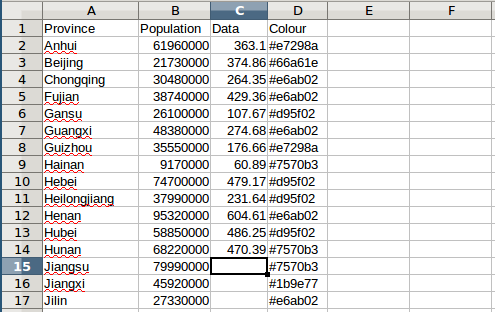 A B C D E F
1 Province Population Data Colour
2 Anhui 61960000 363.1 #e7298a
3 Beijing 21730000 374.86 #66a61e
4 Chongqing 30480000 264.35 #e6ab02
5 Fujian 38740000 429.36 #e6ab02
6 Gansu 26100000 107.67 #d95f02
7 Guangxi 48380000 274.68 #e6ab02
8 Guizhou 35550000 176.66 #e7298a
9 Hainan 9170000 60.89 #7570b3
10 Hebei 74700000 479.17 #d95f02
11 Heilongjiang 37990000 231.64 #d95f02
12 Henan 95320000 604.61 #e6ab02
13 Hubei 58850000 486.25 #d95f02
14 Hunan 68220000 470.39 #7570b3
15 Jiangsu 79990000 #7570b3
16 Jiangxi 45920000 #1b9e77
17 Jilin 27330000 #e6ab02